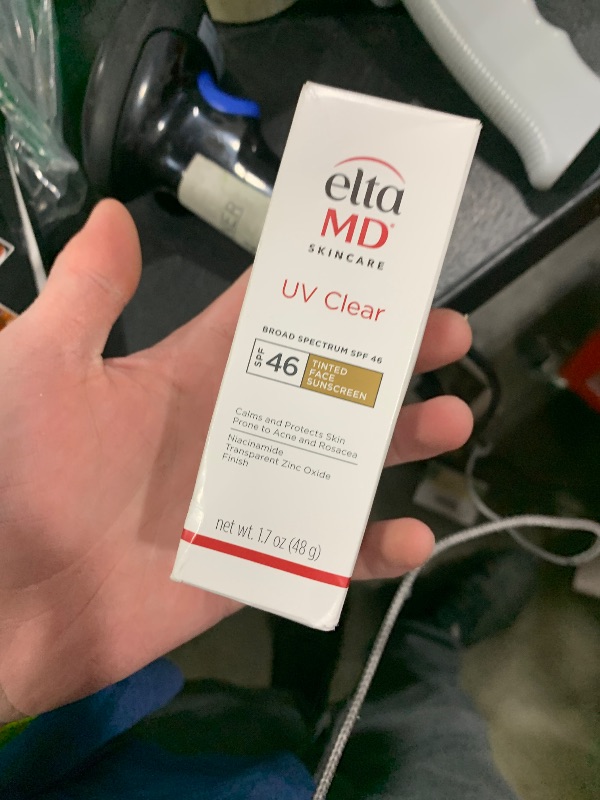 elta
MD®
SKINCARE
UV Clear
BROAD SPECTRUM SPF 46
SPF 46 TINTED
FACE
SUNSCREEN
Calms and Protects Skin
Prone to Acne and Rosacea
Niacinamide
Transparent Zinc Oxide
Finish
net wt. 1.7 oz (48 g)